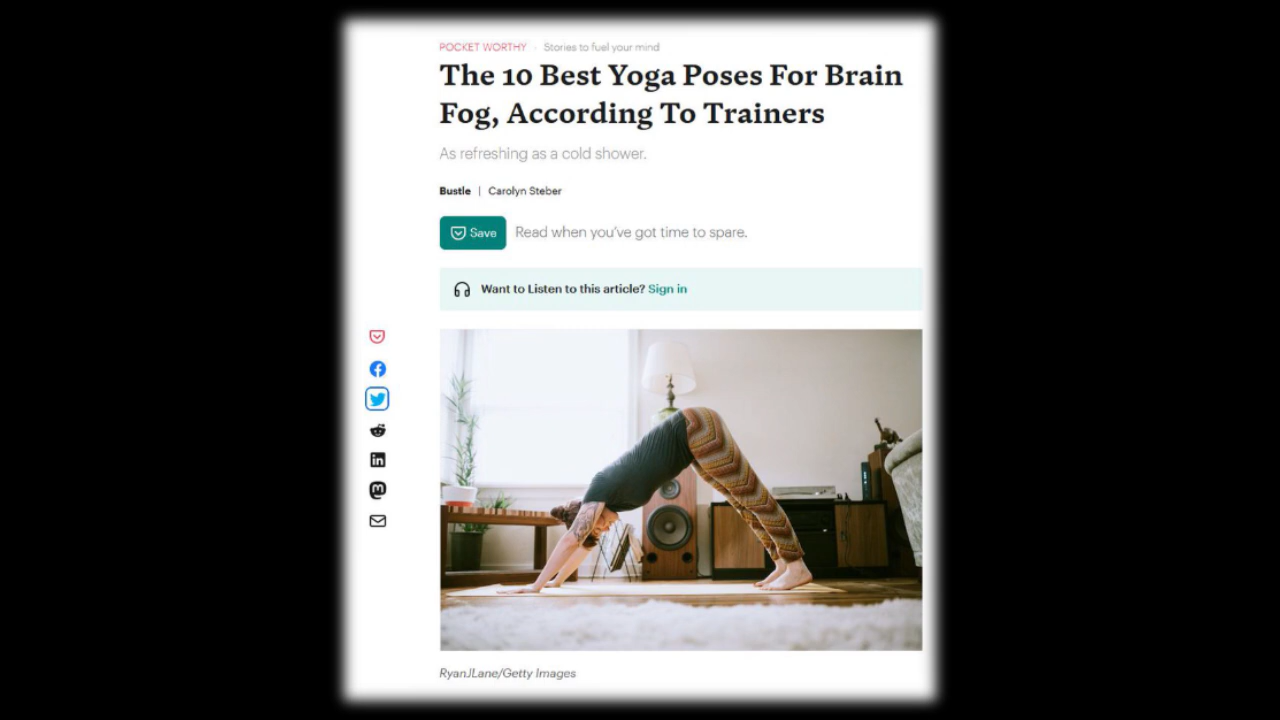 POCKET WORTHY · Stories to fuel your mind
The 10 Best Yoga Poses For Brain
Fog, According To Trainers
As refreshing as a cold shower.
Bustle | Carolyn Steber
Save Read when you've got time to spare.
Want to Listen to this article? Sign in
RyanJLane/Getty Images